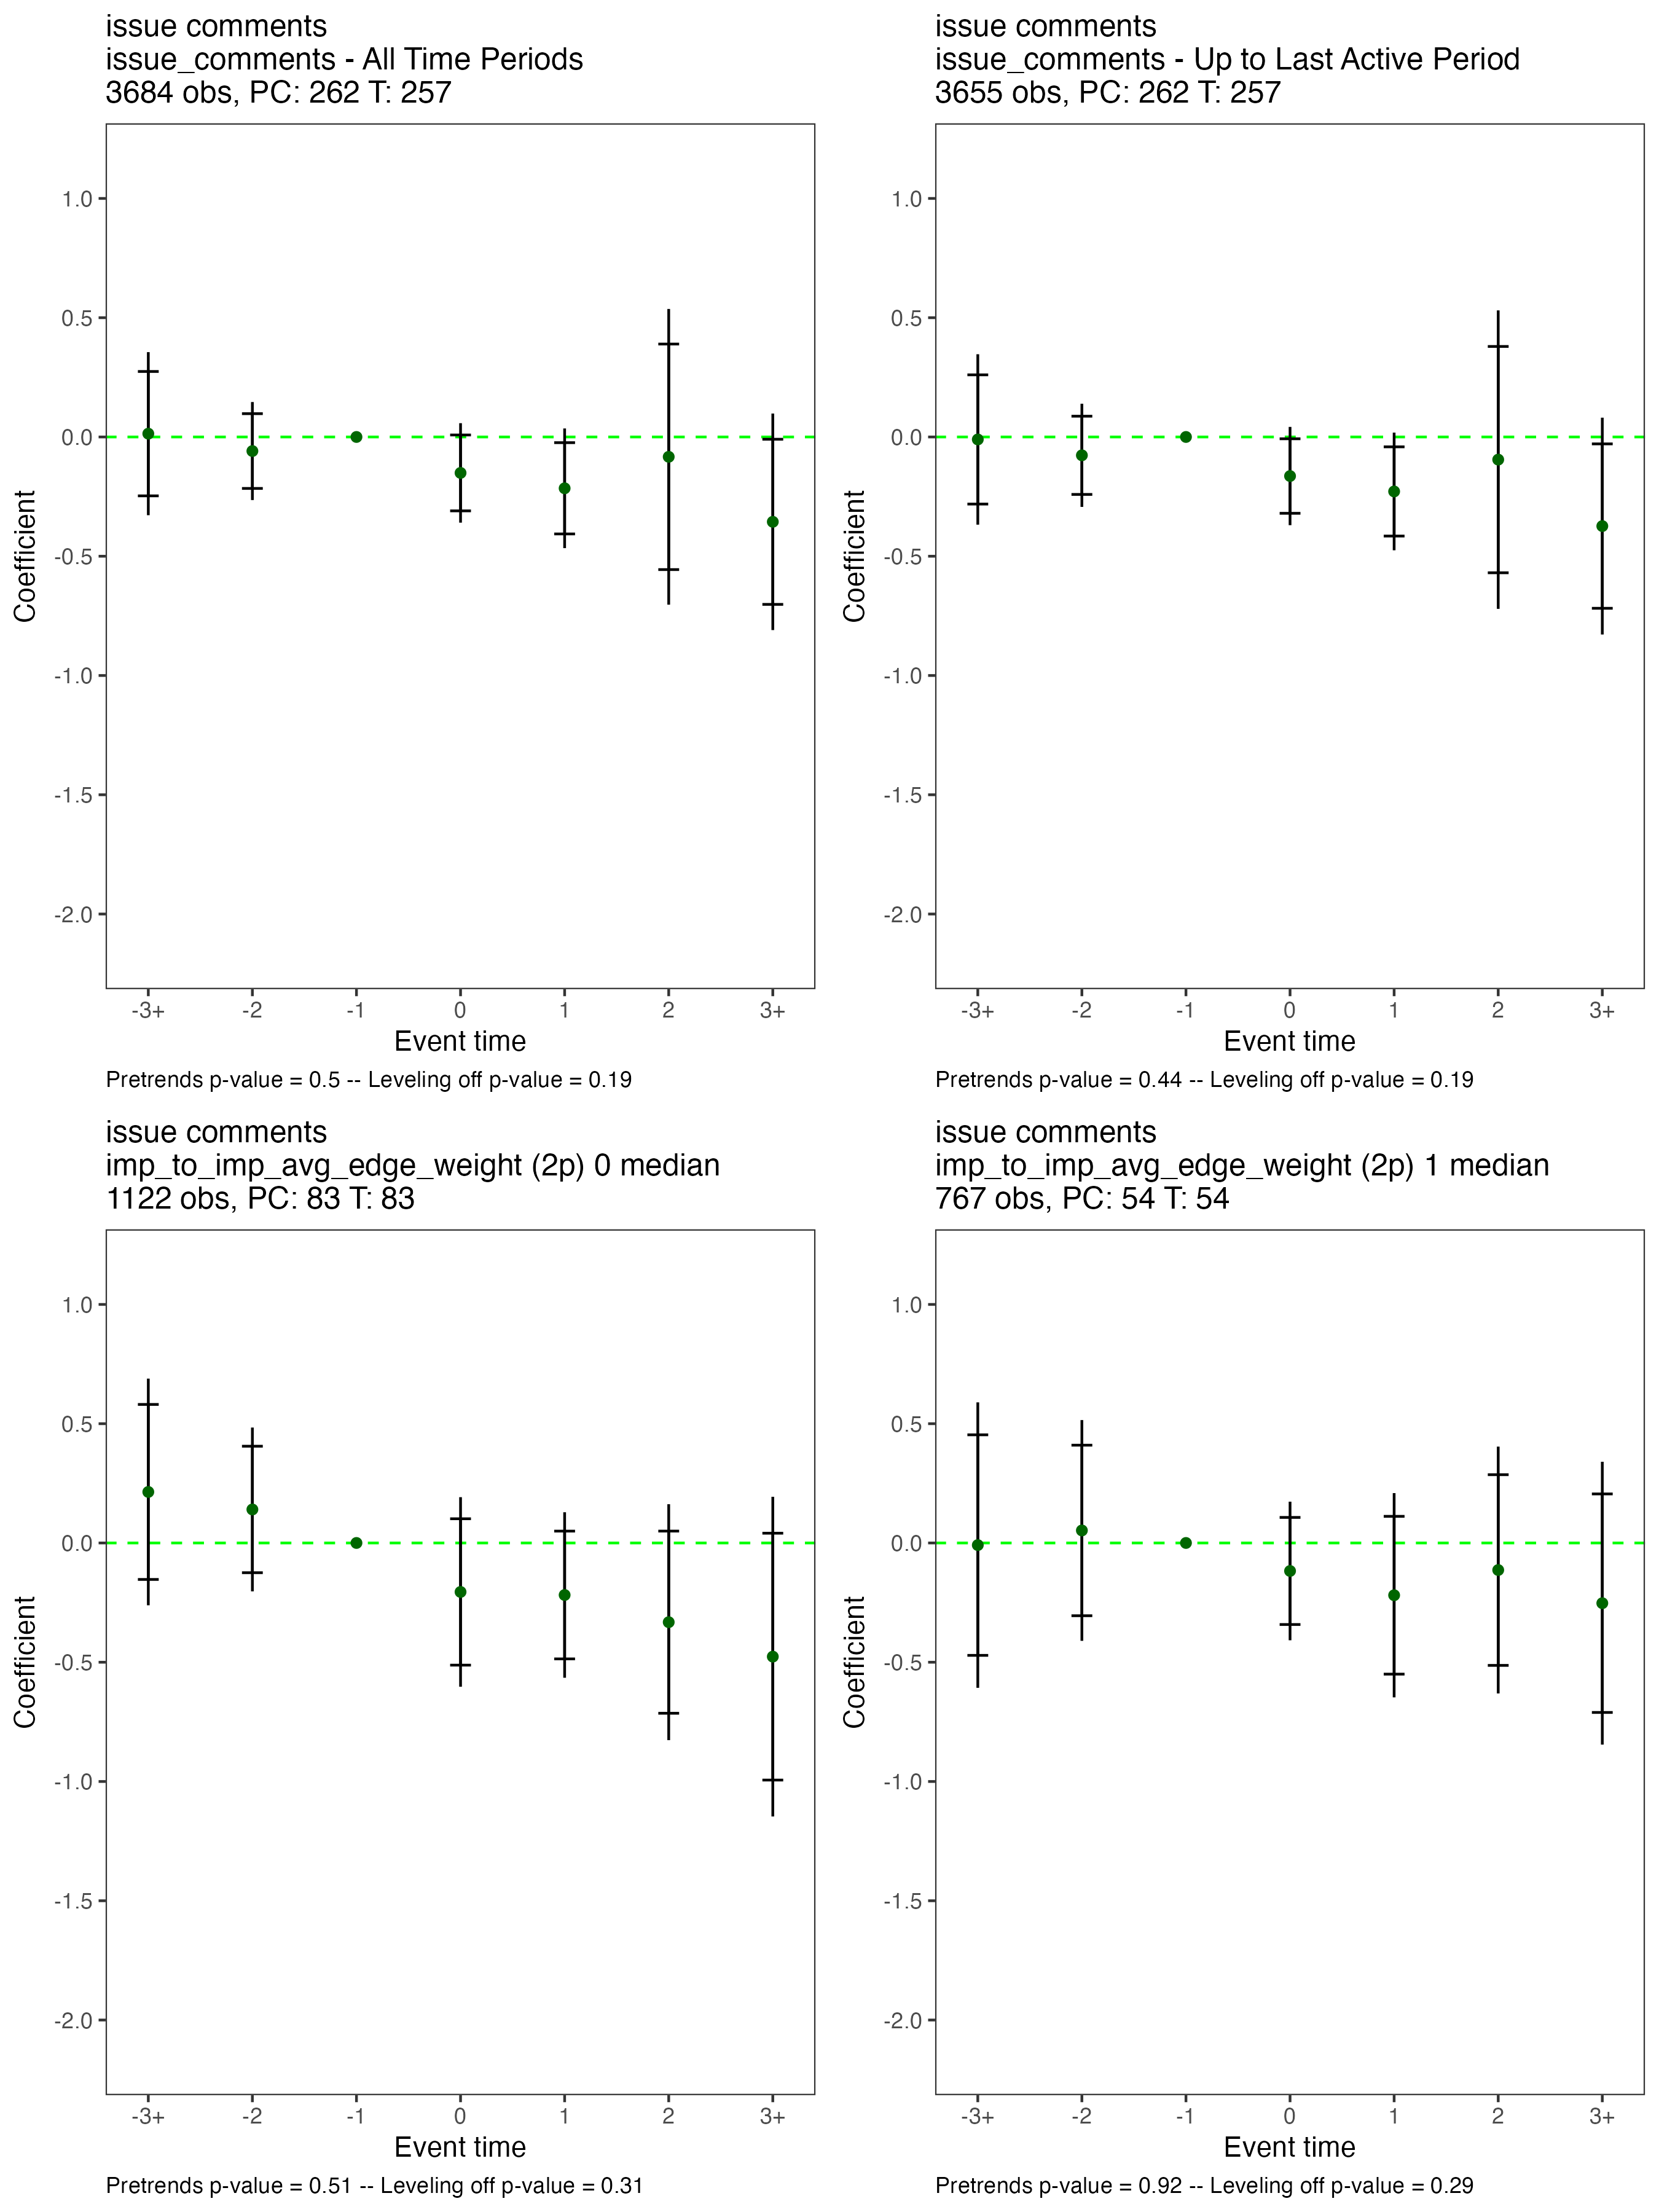 issue comments
issue_comments - All Time Periods
3684 obs, PC: 262 T: 257
1.0
0.5
0.0
-0.5
-1.0
-1.5
-2.0
Coefficient
-3+ -2 -1 0 1 2 3+
Event time
Pretrends p-value = 0.5 -- Leveling off p-value = 0.19
issue comments
issue_comments - Up to Last Active Period
3655 obs, PC: 262 T: 257
1.0
0.5
0.0
-0.5
-1.0
-1.5
-2.0
Coefficient
-3+ -2 -1 0 1 2 3+
Event time
Pretrends p-value = 0.44 -- Leveling off p-value = 0.19
issue comments
imp_to_imp_avg_edge_weight (2p) 0 median
1122 obs, PC: 83 T: 83
1.0
0.5
0.0
-0.5
-1.0
-1.5
-2.0
Coefficient
-3+ -2 -1 0 1 2 3+
Event time
Pretrends p-value = 0.51 -- Leveling off p-value = 0.31
issue comments
imp_to_imp_avg_edge_weight (2p) 1 median
767 obs, PC: 54 T: 54
1.0
0.5
0.0
-0.5
-1.0
-1.5
-2.0
Coefficient
-3+ -2 -1 0 1 2 3+
Event time
Pretrends p-value = 0.92 -- Leveling off p-value = 0.29